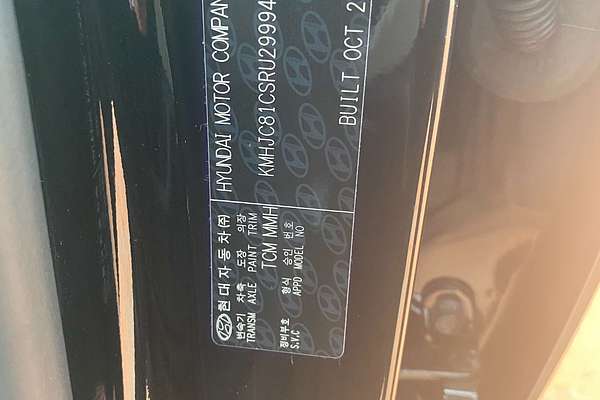 HYUNDAI MOTOR COMPAN
KMHJC81CSRU29994
BUILT OCT 2
현대자동차(주)
변속기 차축 도장 외장
TRANSM AXLE PAINT TRIM
TCM MMH
형식 승인 번호
APPD MODEL NO
정비부호
S.V.C